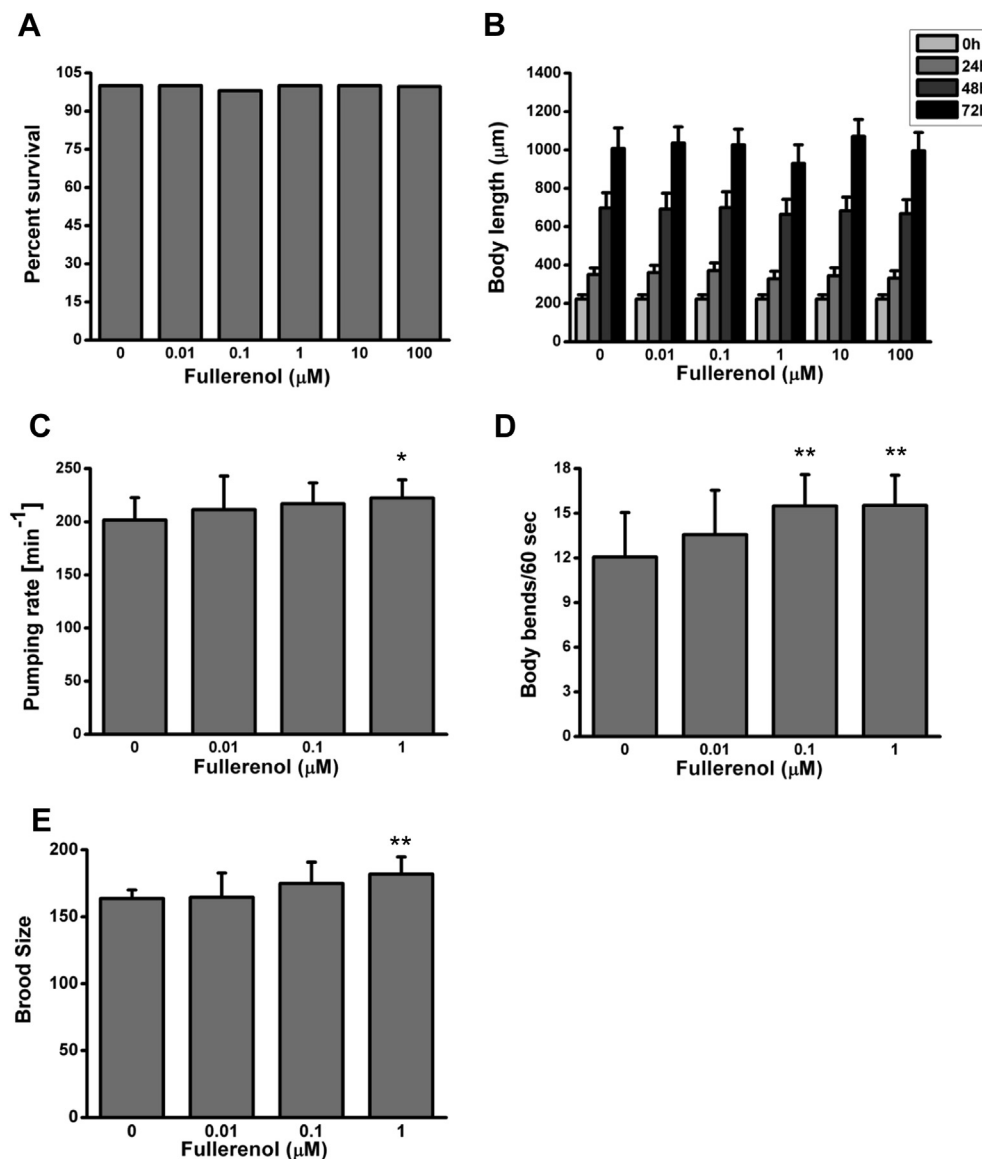 A
Percent survival
105
90
75
60
45
30
15
0
0 0.01 0.1 1 10 100
Fullerenol (μM)
B
0h
24
48
72
Body length (μm)
1400
1200
1000
800
600
400
200
0
0 0.01 0.1 1 10 100
Fullerenol (μM)
C
*
Pumping rate [min⁻¹]
250
200
150
100
50
0
0 0.01 0.1 1
Fullerenol (μM)
D
** **
Body bends/60 sec
18
15
12
9
6
3
0
0 0.01 0.1 1
Fullerenol (μM)
E
**
Brood Size
200
150
100
50
0
0 0.01 0.1 1
Fullerenol (μM)